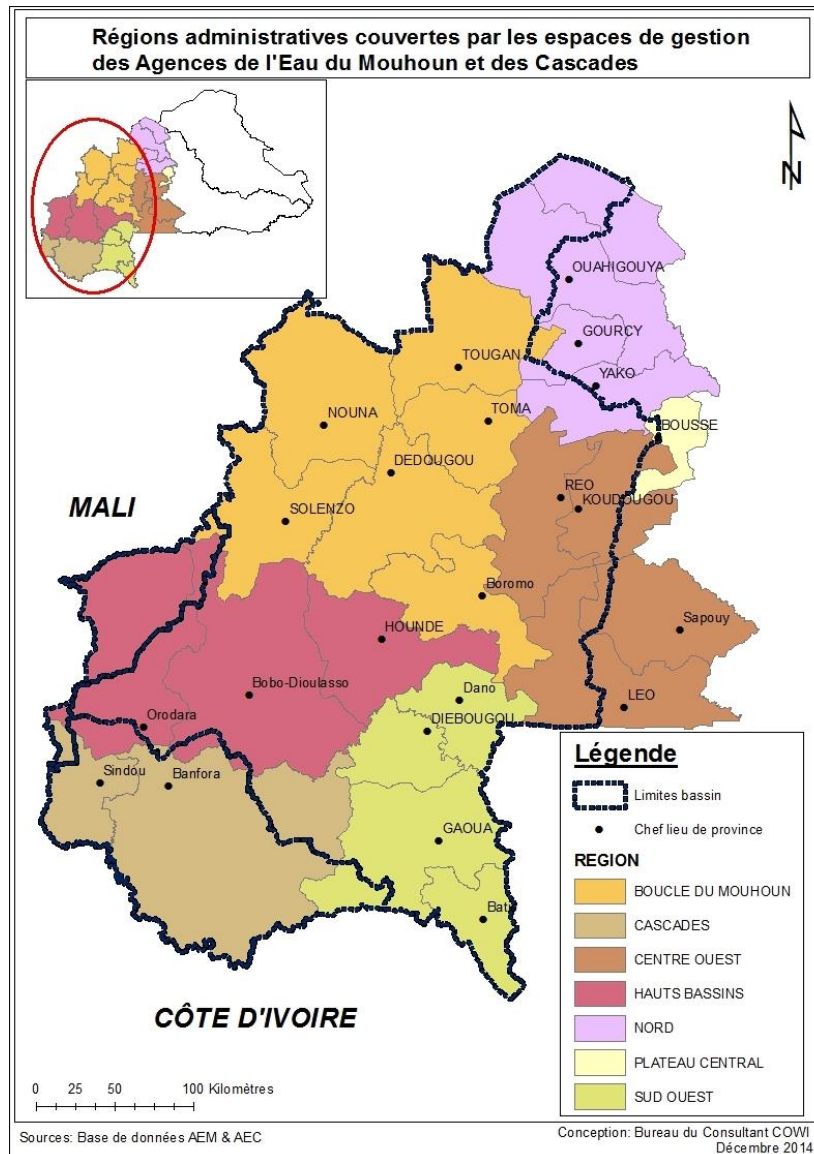 Régions administratives couvertes par les espaces de gestion
des Agences de l'Eau du Mouhoun et des Cascades
N
OUAHIGOUYA
GOURCY
TOUGAN
YAKO
NOUNA
TOMA
BOUSSE
DEDOUGOU
REO
KOUDOUGOU
MALI
SOLENZO
Boromo
Sapouy
HOUNDE
Bobo-Dioulasso
Dano
LEO
Orodara
DIEBOUGOU
Sindou
Banfora
GAOUA
Batié
CÔTE D'IVOIRE
Légende
Limites bassin
Chef lieu de province
REGION
BOUCLE DU MOUHOUN
CASCADES
CENTRE OUEST
HAUTS BASSINS
NORD
PLATEAU CENTRAL
SUD OUEST
0 25 50 100 Kilomètres
Sources: Base de données AEM & AEC
Conception: Bureau du Consultant COWI
Décembre 2014